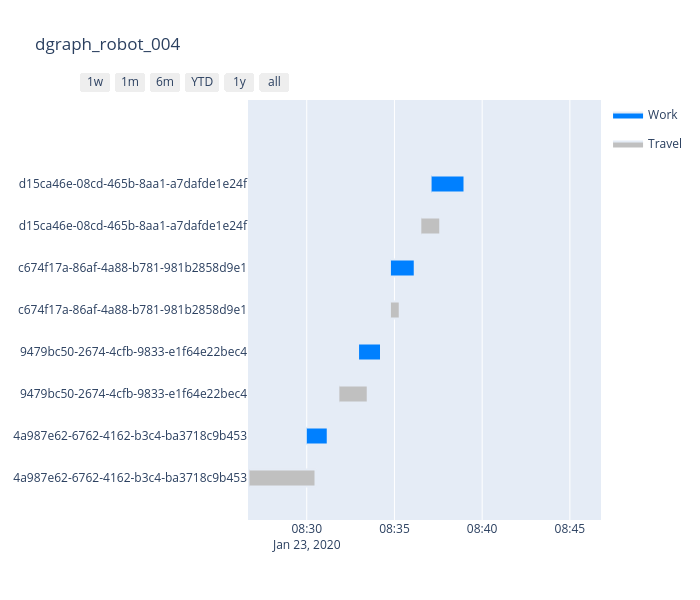 dgraph_robot_004
1w 1m 6m YTD 1y all
Work
Travel
d15ca46e-08cd-465b-8aa1-a7dafde1e24f
d15ca46e-08cd-465b-8aa1-a7dafde1e24f
c674f17a-86af-4a88-b781-981b2858d9e1
c674f17a-86af-4a88-b781-981b2858d9e1
9479bc50-2674-4cfb-9833-e1f64e22bec4
9479bc50-2674-4cfb-9833-e1f64e22bec4
4a987e62-6762-4162-b3c4-ba3718c9b453
4a987e62-6762-4162-b3c4-ba3718c9b453
08:30 08:35 08:40 08:45
Jan 23, 2020